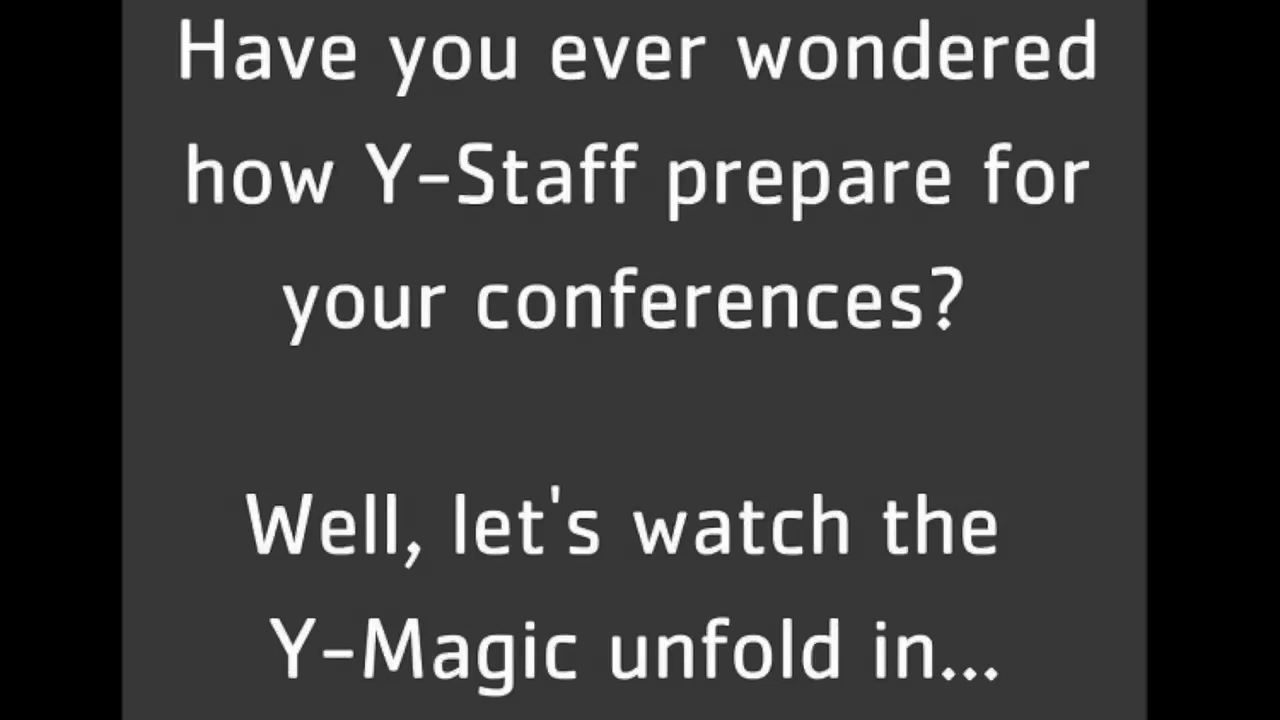 Have you ever wondered
how Y-Staff prepare for
your conferences?
Well, let's watch the
Y-Magic unfold in...